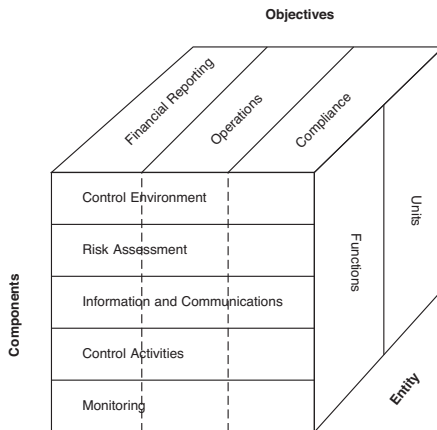 Objectives
Financial Reporting
Operations
Compliance
Control Environment
Risk Assessment
Information and Communications
Control Activities
Monitoring
Components
Functions
Units
Entity